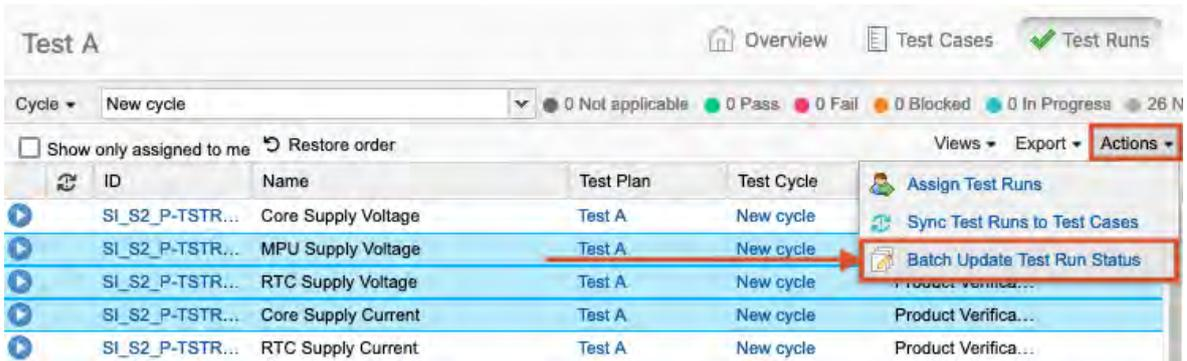 Test A Overview Test Cases Test Runs
Cycle New cycle 0 Not applicable 0 Pass 0 Fail 0 Blocked 0 In Progress 26 N
Show only assigned to me Restore order Views Export Actions
ID Name Test Plan Test Cycle Assign Test Runs
SI_S2_P-TSTR... Core Supply Voltage Test A New cycle Sync Test Runs to Test Cases
SI_S2_P-TSTR... MPU Supply Voltage Test A New cycle Batch Update Test Run Status
SI_S2_P-TSTR... RTC Supply Voltage Test A New cycle Product Verifica...
SI_S2_P-TSTR... Core Supply Current Test A New cycle Product Verifica...
SI_S2_P-TSTR... RTC Supply Current Test A New cycle Product Verifica...